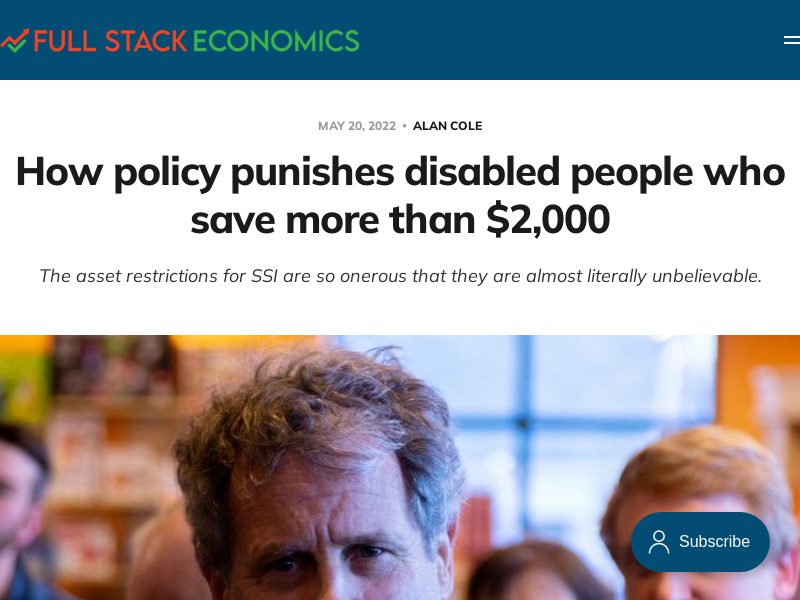 FULL STACK ECONOMICS
MAY 20, 2022 • ALAN COLE
How policy punishes disabled people who
save more than $2,000
The asset restrictions for SSI are so onerous that they are almost literally unbelievable.
Subscribe